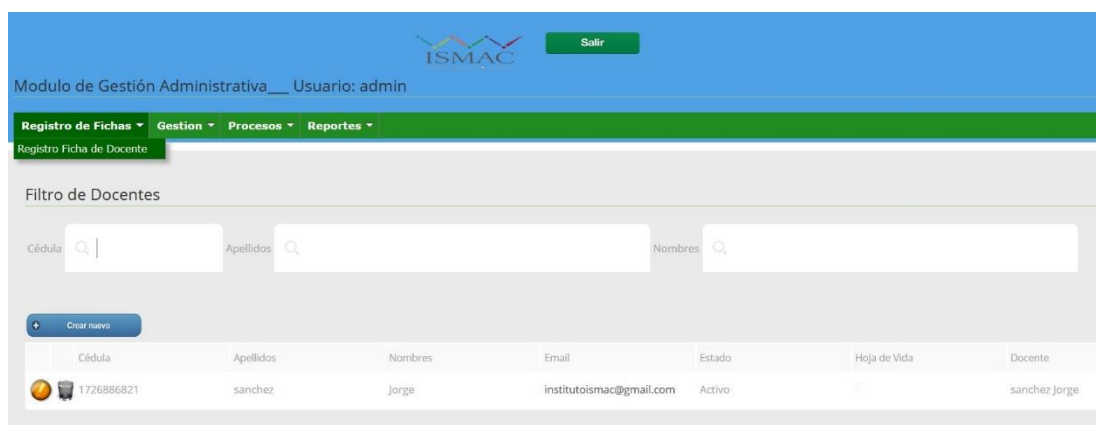 ISMAC
Salir
Modulo de Gestión Administrativa___ Usuario: admin
Registro de Fichas Gestion Procesos Reportes
Registro Ficha de Docente
Filtro de Docentes
Cédula Apellidos Nombres
Crear nuevo
Cédula Apellidos Nombres Email Estado Hoja de Vida Docente
1726886821 sanchez Jorge institutoismac@gmail.com Activo sanchez Jorge